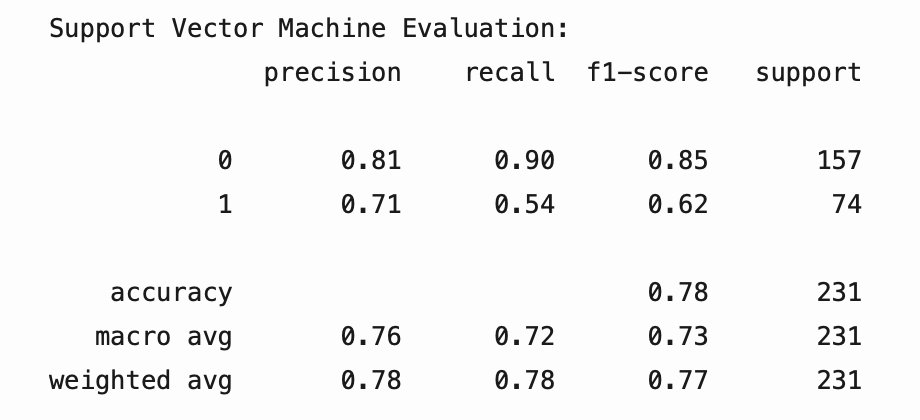 Support Vector Machine Evaluation:
precision recall f1-score support
0 0.81 0.90 0.85 157
1 0.71 0.54 0.62 74
accuracy 0.78 231
macro avg 0.76 0.72 0.73 231
weighted avg 0.78 0.78 0.77 231